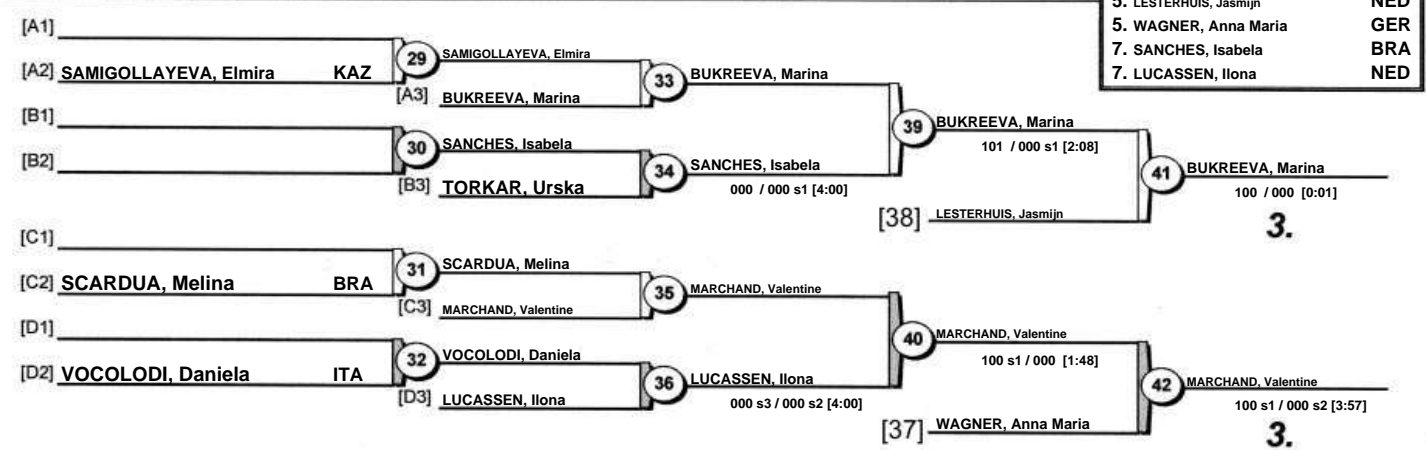 5. LESTERHUIS, Jasmijn NED
5. WAGNER, Anna Maria GER
7. SANCHES, Isabela BRA
7. LUCASSEN, Ilona NED
[A1]
[A2] SAMIGOLLAYEVA, Elmira KAZ
29
SAMIGOLLAYEVA, Elmira
[A3] BUKREEVA, Marina
33
BUKREEVA, Marina
[B1]
[B2]
30
SANCHES, Isabela
[B3] TORKAR, Urska
34
SANCHES, Isabela
000 / 000 s1 [4:00]
39
BUKREEVA, Marina
101 / 000 s1 [2:08]
[38] LESTERHUIS, Jasmijn
41
BUKREEVA, Marina
100 / 000 [0:01]
3.
[C1]
[C2] SCARDUA, Melina BRA
31
SCARDUA, Melina
[C3] MARCHAND, Valentine
35
MARCHAND, Valentine
[D1]
[D2] VOCOLODI, Daniela ITA
32
VOCOLODI, Daniela
[D3] LUCASSEN, Ilona
36
LUCASSEN, Ilona
000 s3 / 000 s2 [4:00]
40
MARCHAND, Valentine
100 s1 / 000 [1:48]
[37] WAGNER, Anna Maria
42
MARCHAND, Valentine
100 s1 / 000 s2 [3:57]
3.